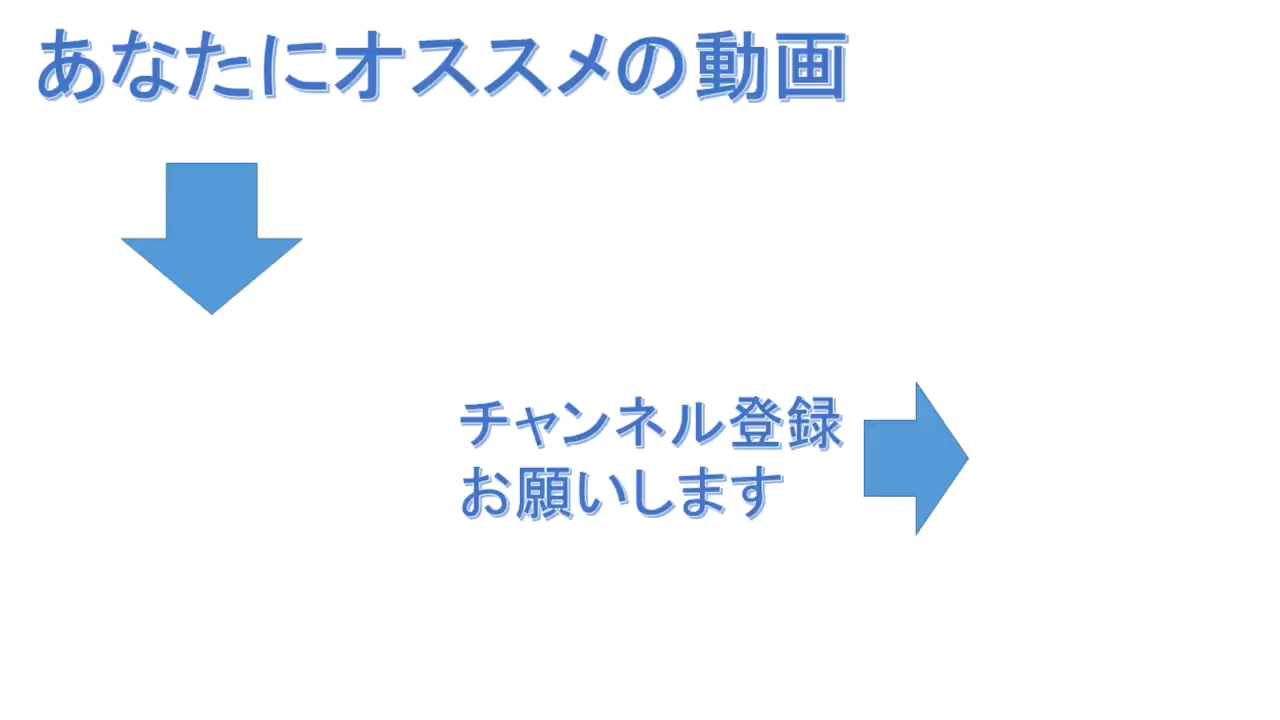 あなたにオススメの動画
チャンネル登録
お願いします